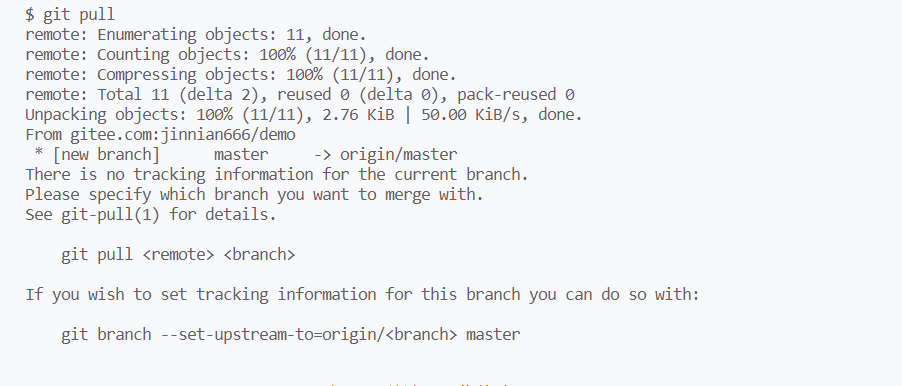 $ git pull
remote: Enumerating objects: 11, done.
remote: Counting objects: 100% (11/11), done.
remote: Compressing objects: 100% (11/11), done.
remote: Total 11 (delta 2), reused 0 (delta 0), pack-reused 0
Unpacking objects: 100% (11/11), 2.76 KiB | 50.00 KiB/s, done.
From gitee.com:jinnian666/demo
 * [new branch]      master     -> origin/master
There is no tracking information for the current branch.
Please specify which branch you want to merge with.
See git-pull(1) for details.

    git pull <remote> <branch>

If you wish to set tracking information for this branch you can do so with:

    git branch --set-upstream-to=origin/<branch> master